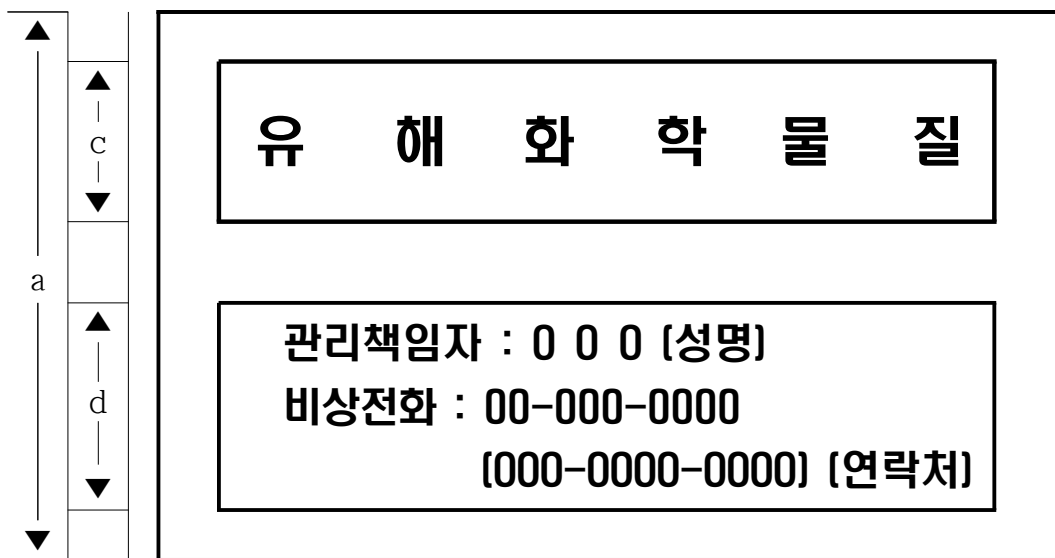 유 해 화 학 물 질
c
a
관리책임자 : 0 0 0 (성명)
비상전화 : 00-000-0000
d
(000-0000-0000) (연락처)